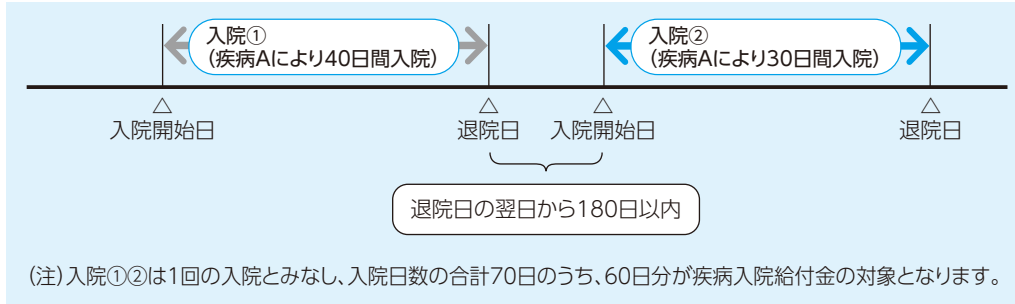 入院①
(疾病Aにより40日間入院)
入院②
(疾病Aにより30日間入院)
△
△
△
△
入院開始日
退院日
入院開始日
退院日
退院日の翌日から180日以内
(注)入院①②は1回の入院とみなし、入院日数の合計70日のうち、60日分が疾病入院給付金の対象となります。